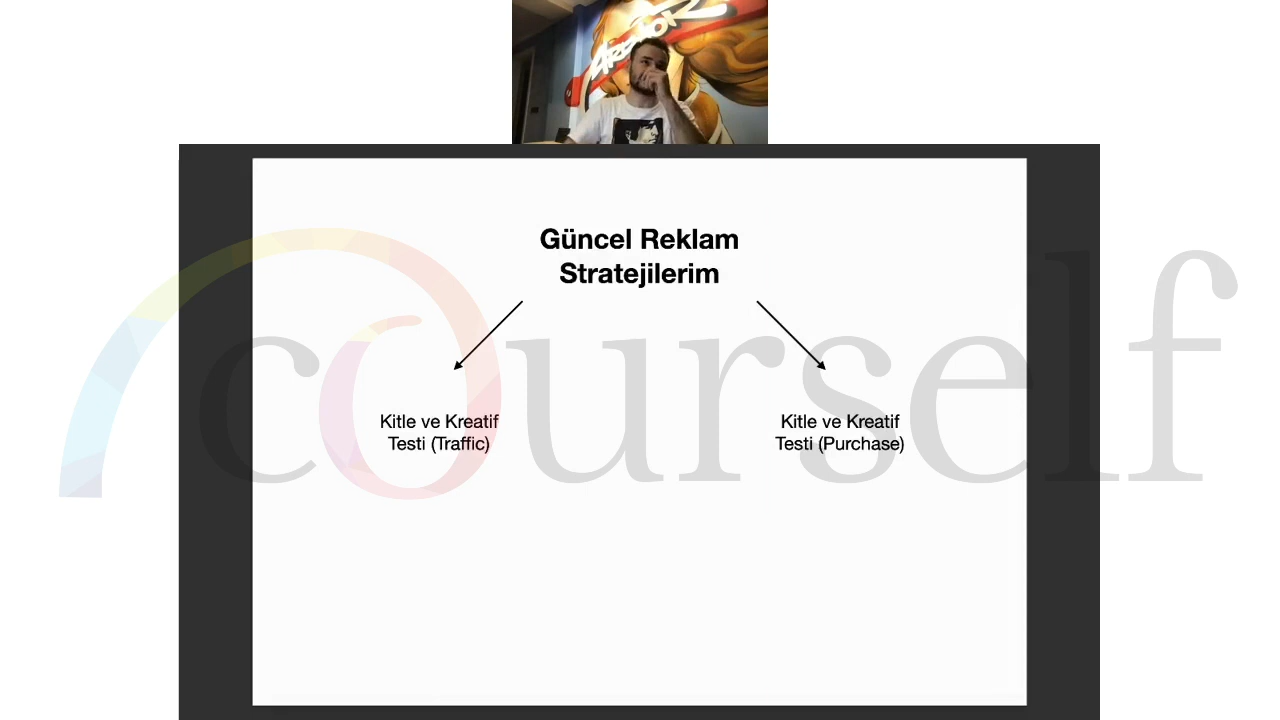 Güncel Reklam
Stratejilerim
Kitle ve Kreatif
Testi (Traffic)
Kitle ve Kreatif
Testi (Purchase)
courself